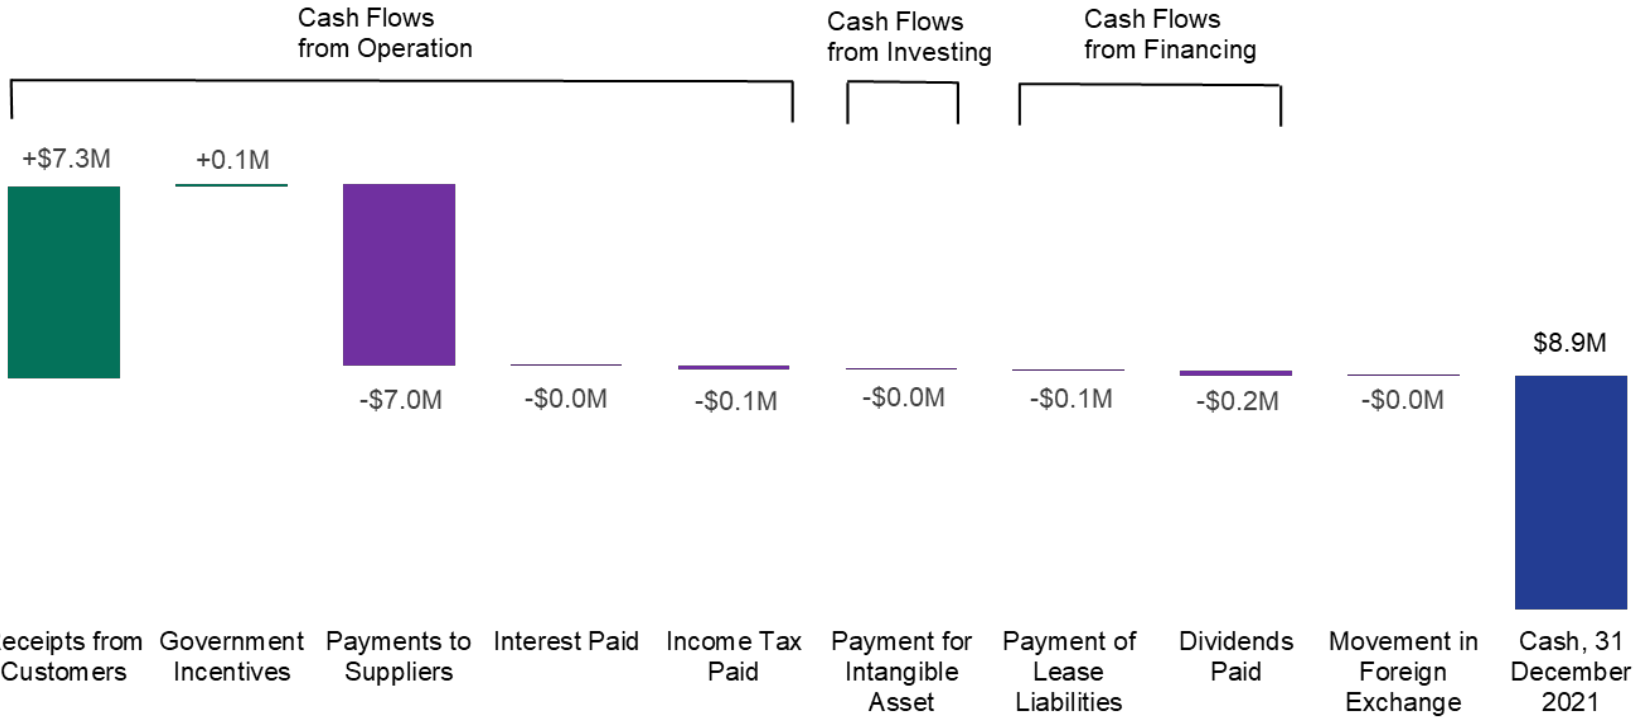 Cash Flows
from Operation
Cash Flows
from Investing
Cash Flows
from Financing
+$7.3M
+0.1M
-$7.0M
-$0.0M
-$0.1M
-$0.0M
-$0.1M
-$0.2M
-$0.0M
$8.9M
eceipts from
Customers
Government
Incentives
Payments to
Suppliers
Interest Paid
Income Tax
Paid
Payment for
Intangible
Asset
Payment of
Lease
Liabilities
Dividends
Paid
Movement in
Foreign
Exchange
Cash, 31
December
2021